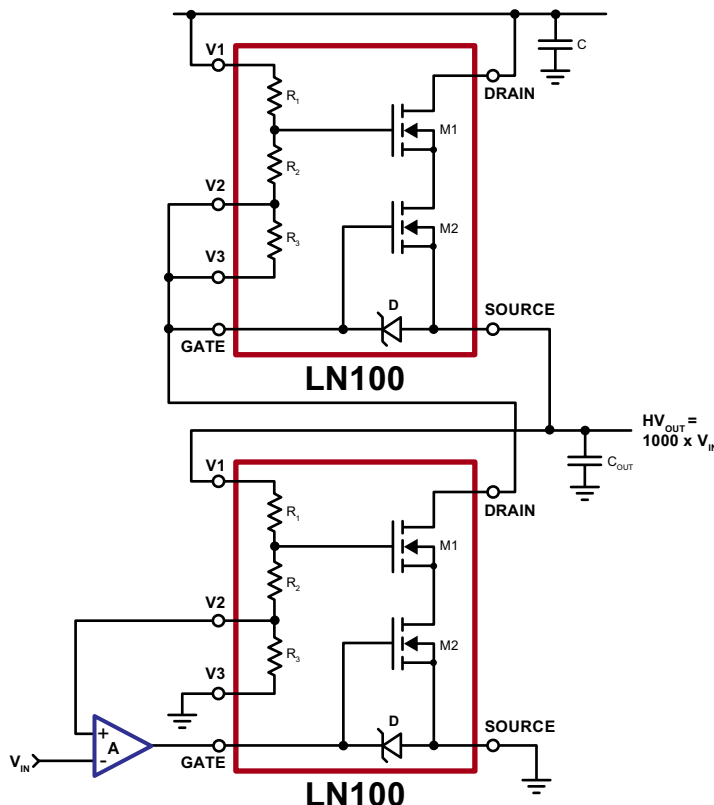 C
V1
R1
DRAIN
M1
R2
V2
R3
M2
V3
D
SOURCE
GATE
LN100
HVOUT =
1000 x VIN
COUT
V1
DRAIN
R1
M1
R2
V2
R3
M2
V3
D
SOURCE
+
A
-
VIN
GATE
LN100